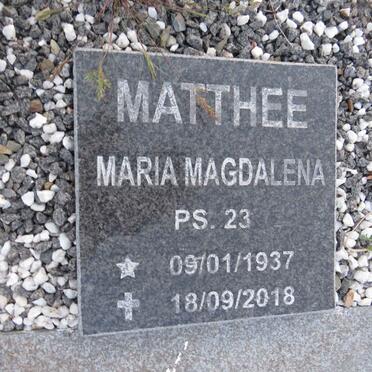 MATTHEE
MARIA MAGDALENA
PS. 23
09/01/1937
18/09/2018